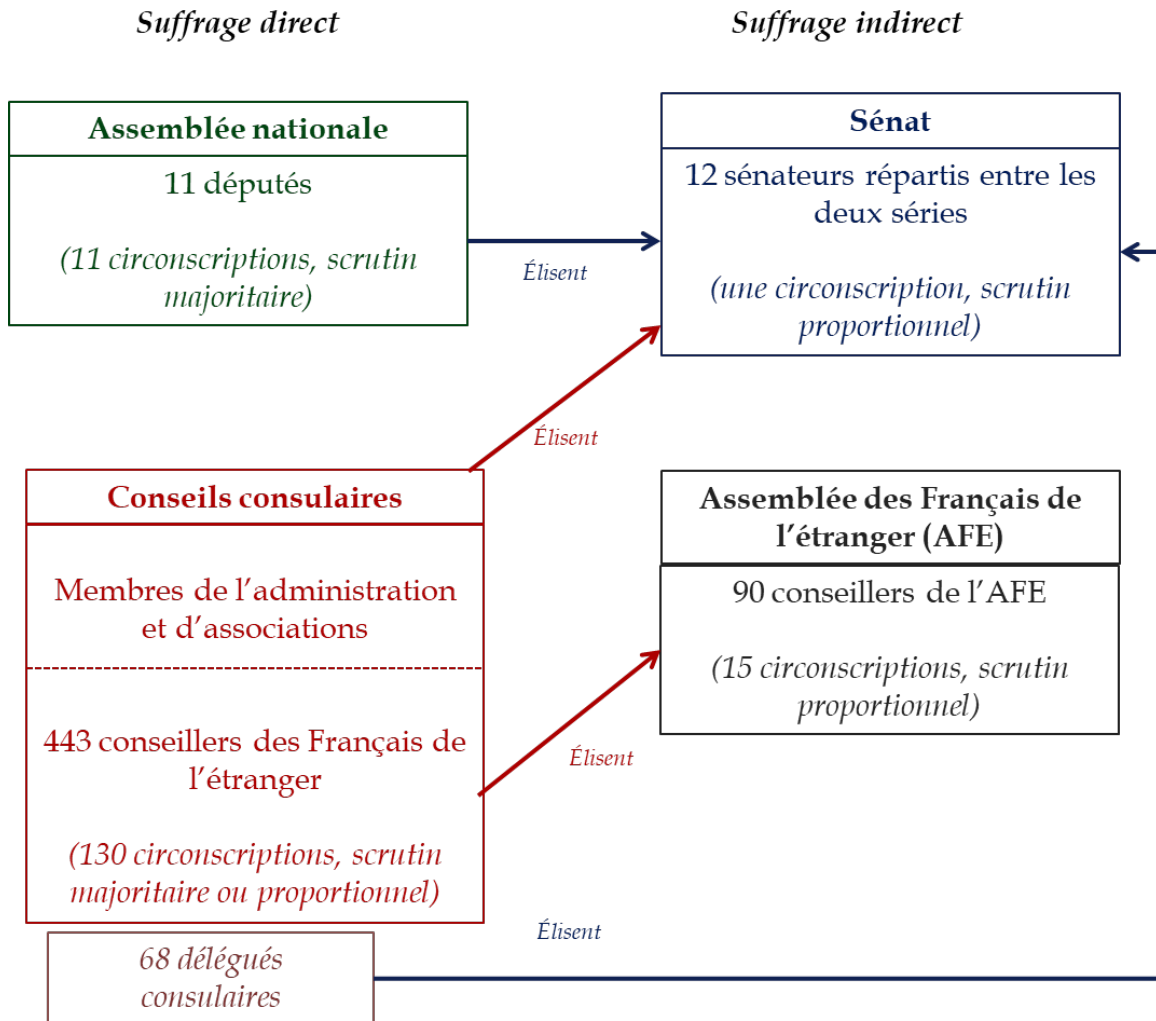 Suffrage direct
Suffrage indirect
Assemblée nationale
11 députés
(11 circonscriptions, scrutin
majoritaire)
Élisent
Sénat
12 sénateurs répartis entre les
deux séries
(une circonscription, scrutin
proportionnel)
Élisent
Conseils consulaires
Membres de l’administration
et d’associations
443 conseillers des Français de
l’étranger
(130 circonscriptions, scrutin
majoritaire ou proportionnel)
Élisent
Assemblée des Français de
l’étranger (AFE)
90 conseillers de l’AFE
(15 circonscriptions, scrutin
proportionnel)
68 délégués
consulaires
Élisent